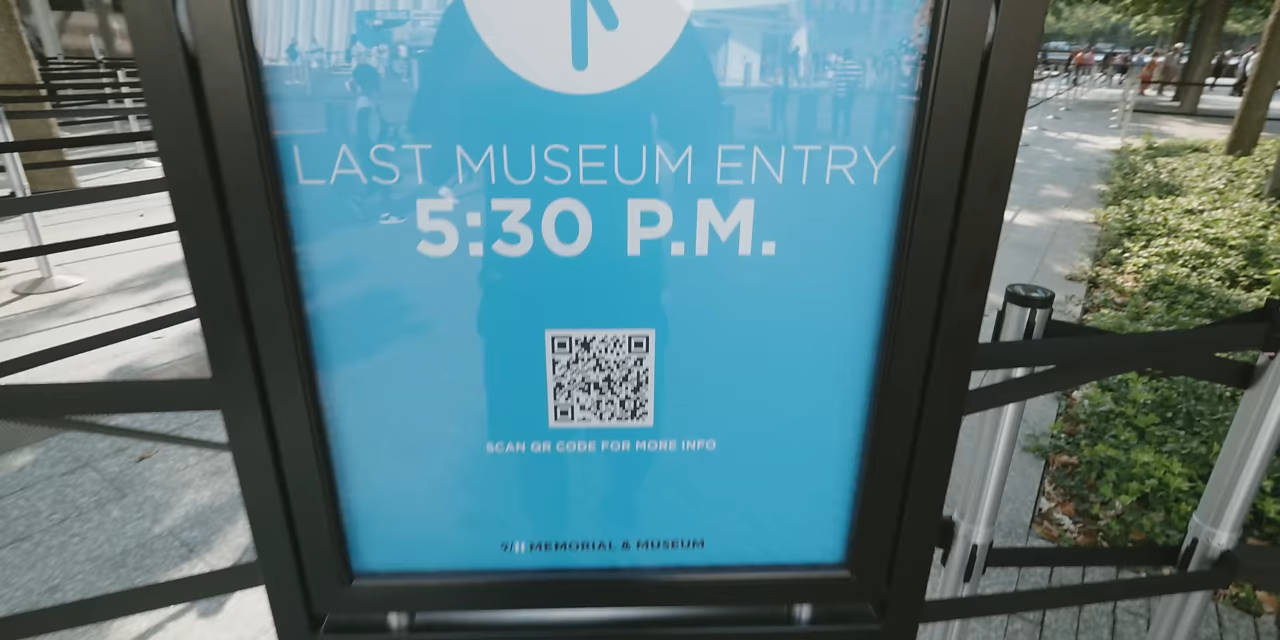 LAST MUSEUM ENTRY
5:30 P.M.
SCAN QR CODE FOR MORE INFO
9/11 MEMORIAL & MUSEUM